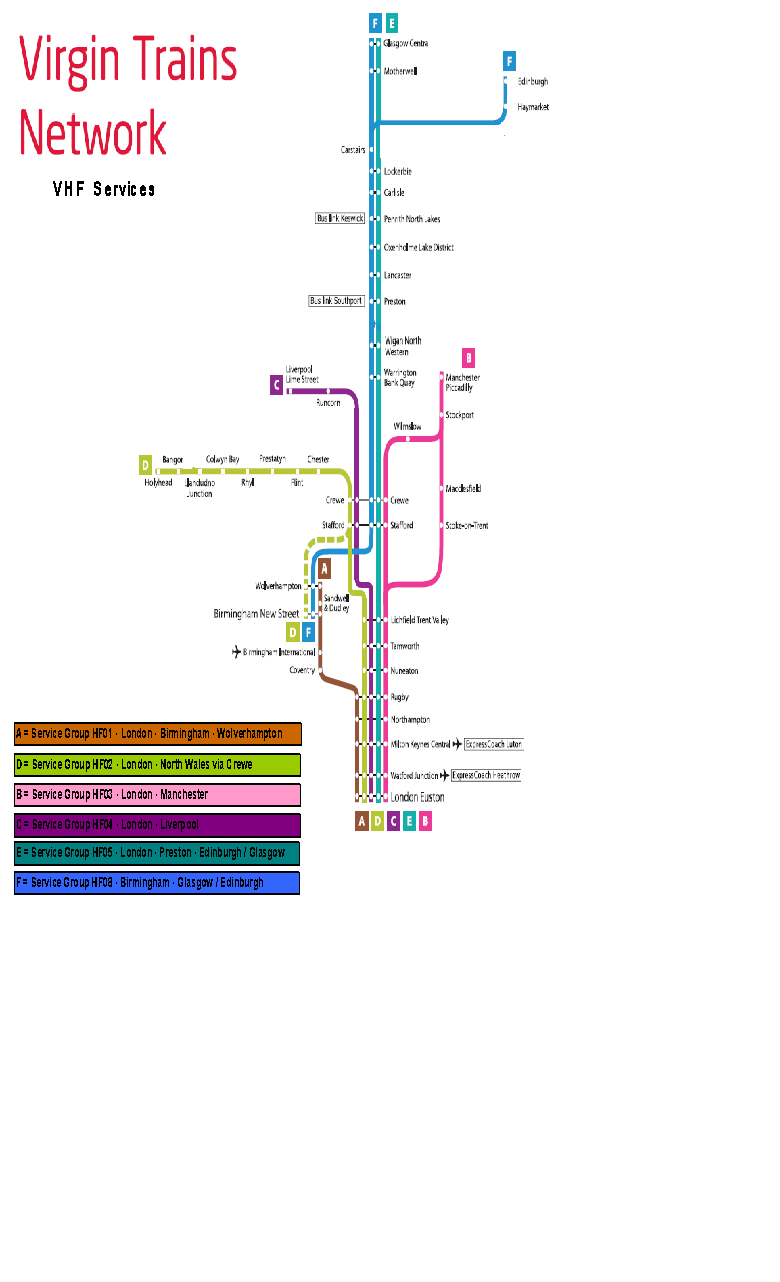 Virgin Trains
Network
VHF Services
F E
Glasgow Centra
Motherwell
F
Edinburgh
Haymarket
Carstairs
Lockerbie
Carlisle
Bus link Keswick
Penrith North Lakes
Oxenholme Lake District
Lancaster
Bus link Southport
Preston
Wigan North
Western
Warrington
Bank Quay
B
Manchester
Piccadilly
Stockport
Wilmslow
Macclesfield
Stoke-on-Trent
C
Liverpool
Lime Street
Runcorn
D
Bangor
Colwyn Bay
Prestatyn
Chester
Holyhead
Llandudno
Junction
Rhyl
Flint
Crewe
Crewe
Stafford
Stafford
A
Wolverhampton
Sandwell
& Dudley
Birmingham New Street
D F
Birmingham International
Coventry
Lichfield Trent Valley
Tamworth
Nuneaton
Rugby
Northampton
Milton Keynes Central
ExpressCoach Luton
Watford Junction
ExpressCoach Heathrow
London Euston
A D C E B
A = Service Group HF01 - London - Birmingham - Wolverhampton
D = Service Group HF02 - London - North Wales via Crewe
B = Service Group HF03 - London - Manchester
C = Service Group HF04 - London - Liverpool
E = Service Group HF05 - London - Preston - Edinburgh / Glasgow
F = Service Group HF08 - Birmingham - Glasgow / Edinburgh